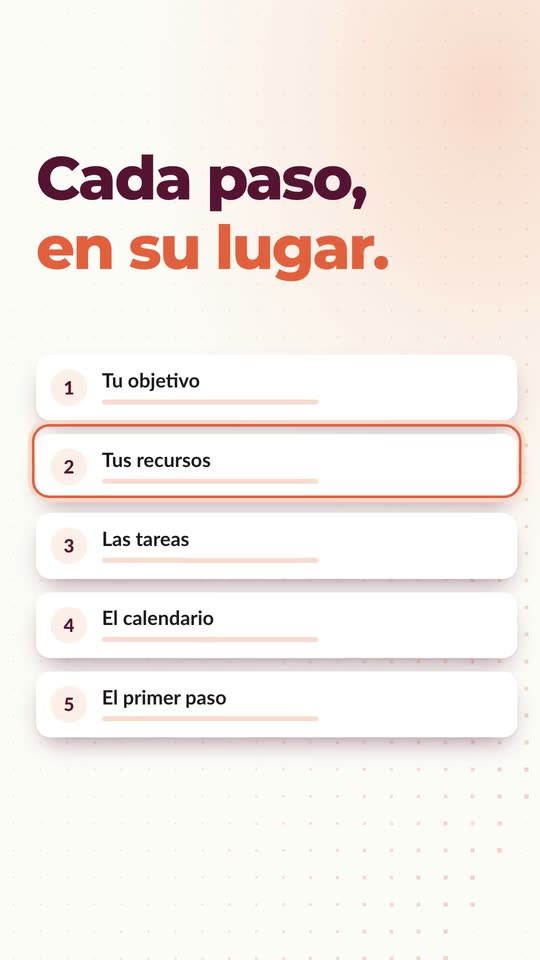 Cada paso,
en su lugar.
1 Tu objetivo
2 Tus recursos
3 Las tareas
4 El calendario
5 El primer paso